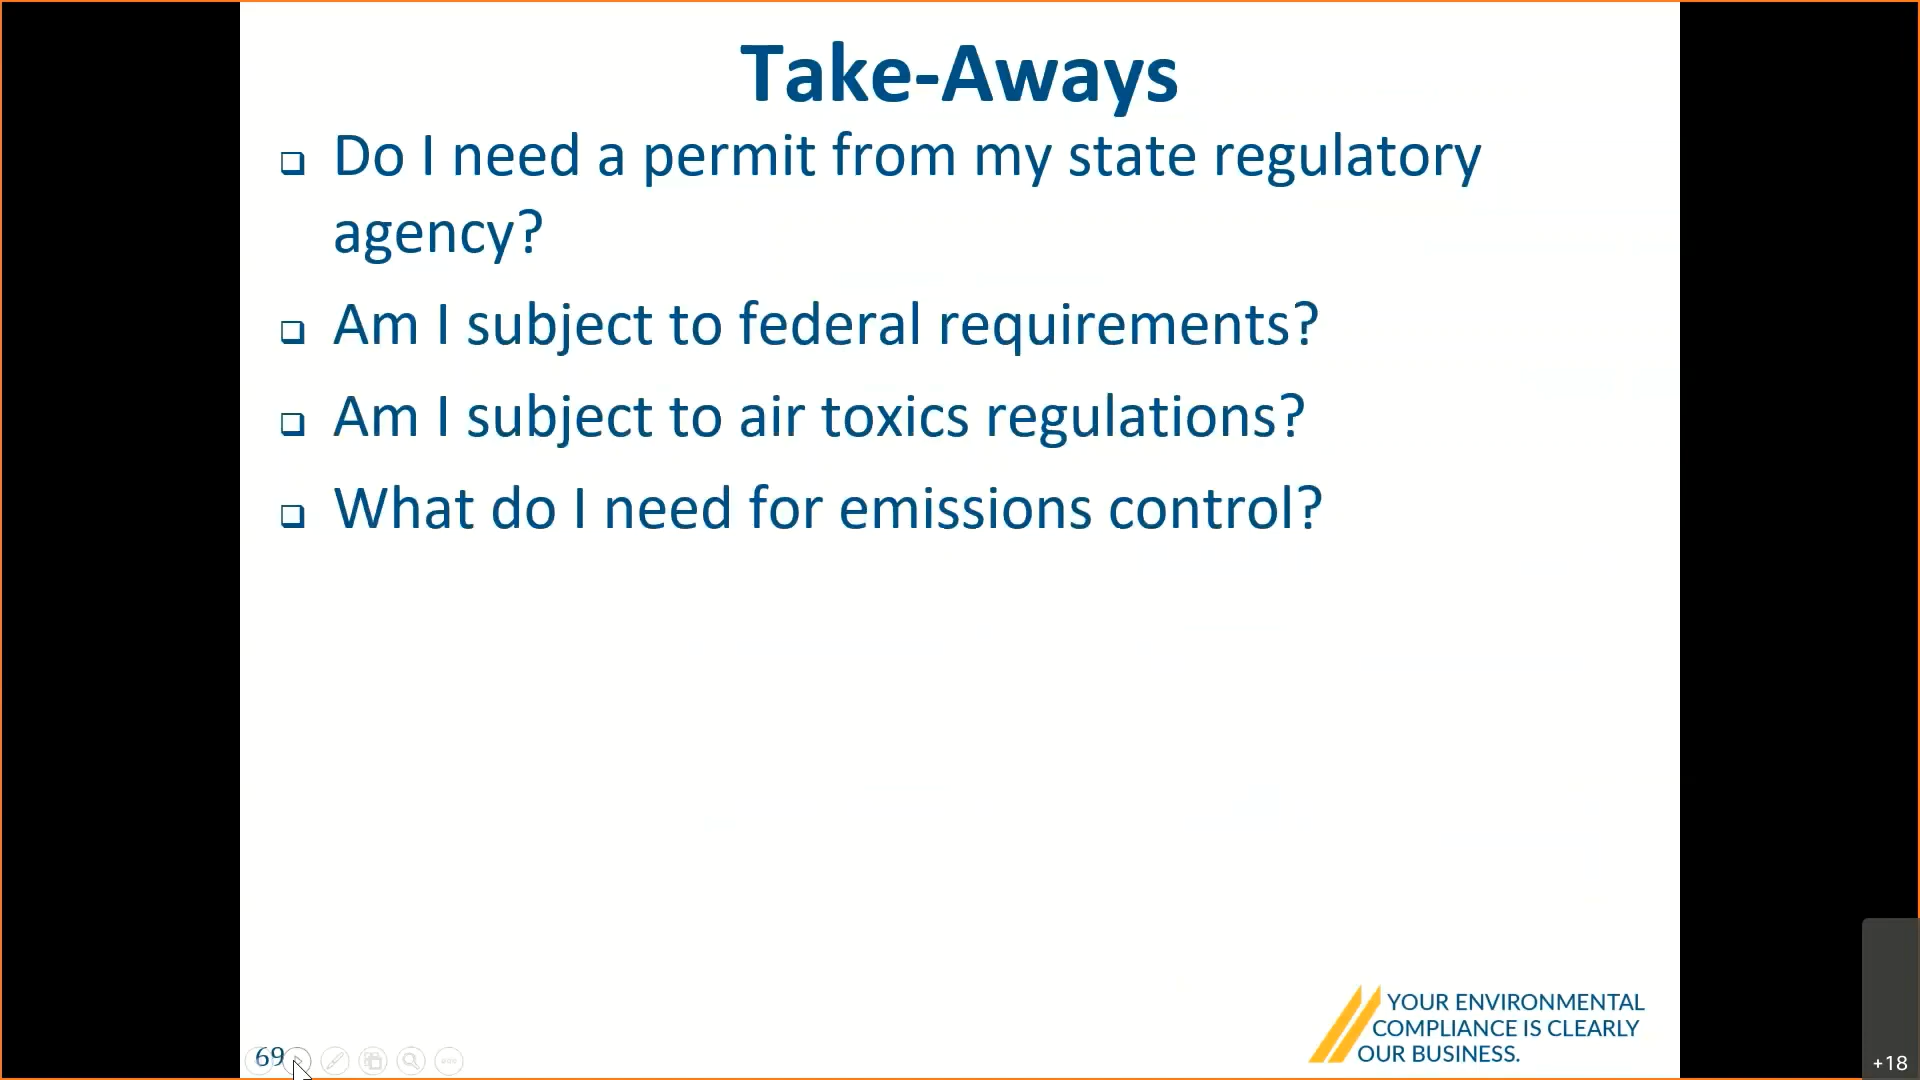 Take-Aways
Do I need a permit from my state regulatory
agency?
Am I subject to federal requirements?
Am I subject to air toxics regulations?
What do I need for emissions control?
YOUR ENVIRONMENTAL
COMPLIANCE IS CLEARLY
OUR BUSINESS.
69
+18